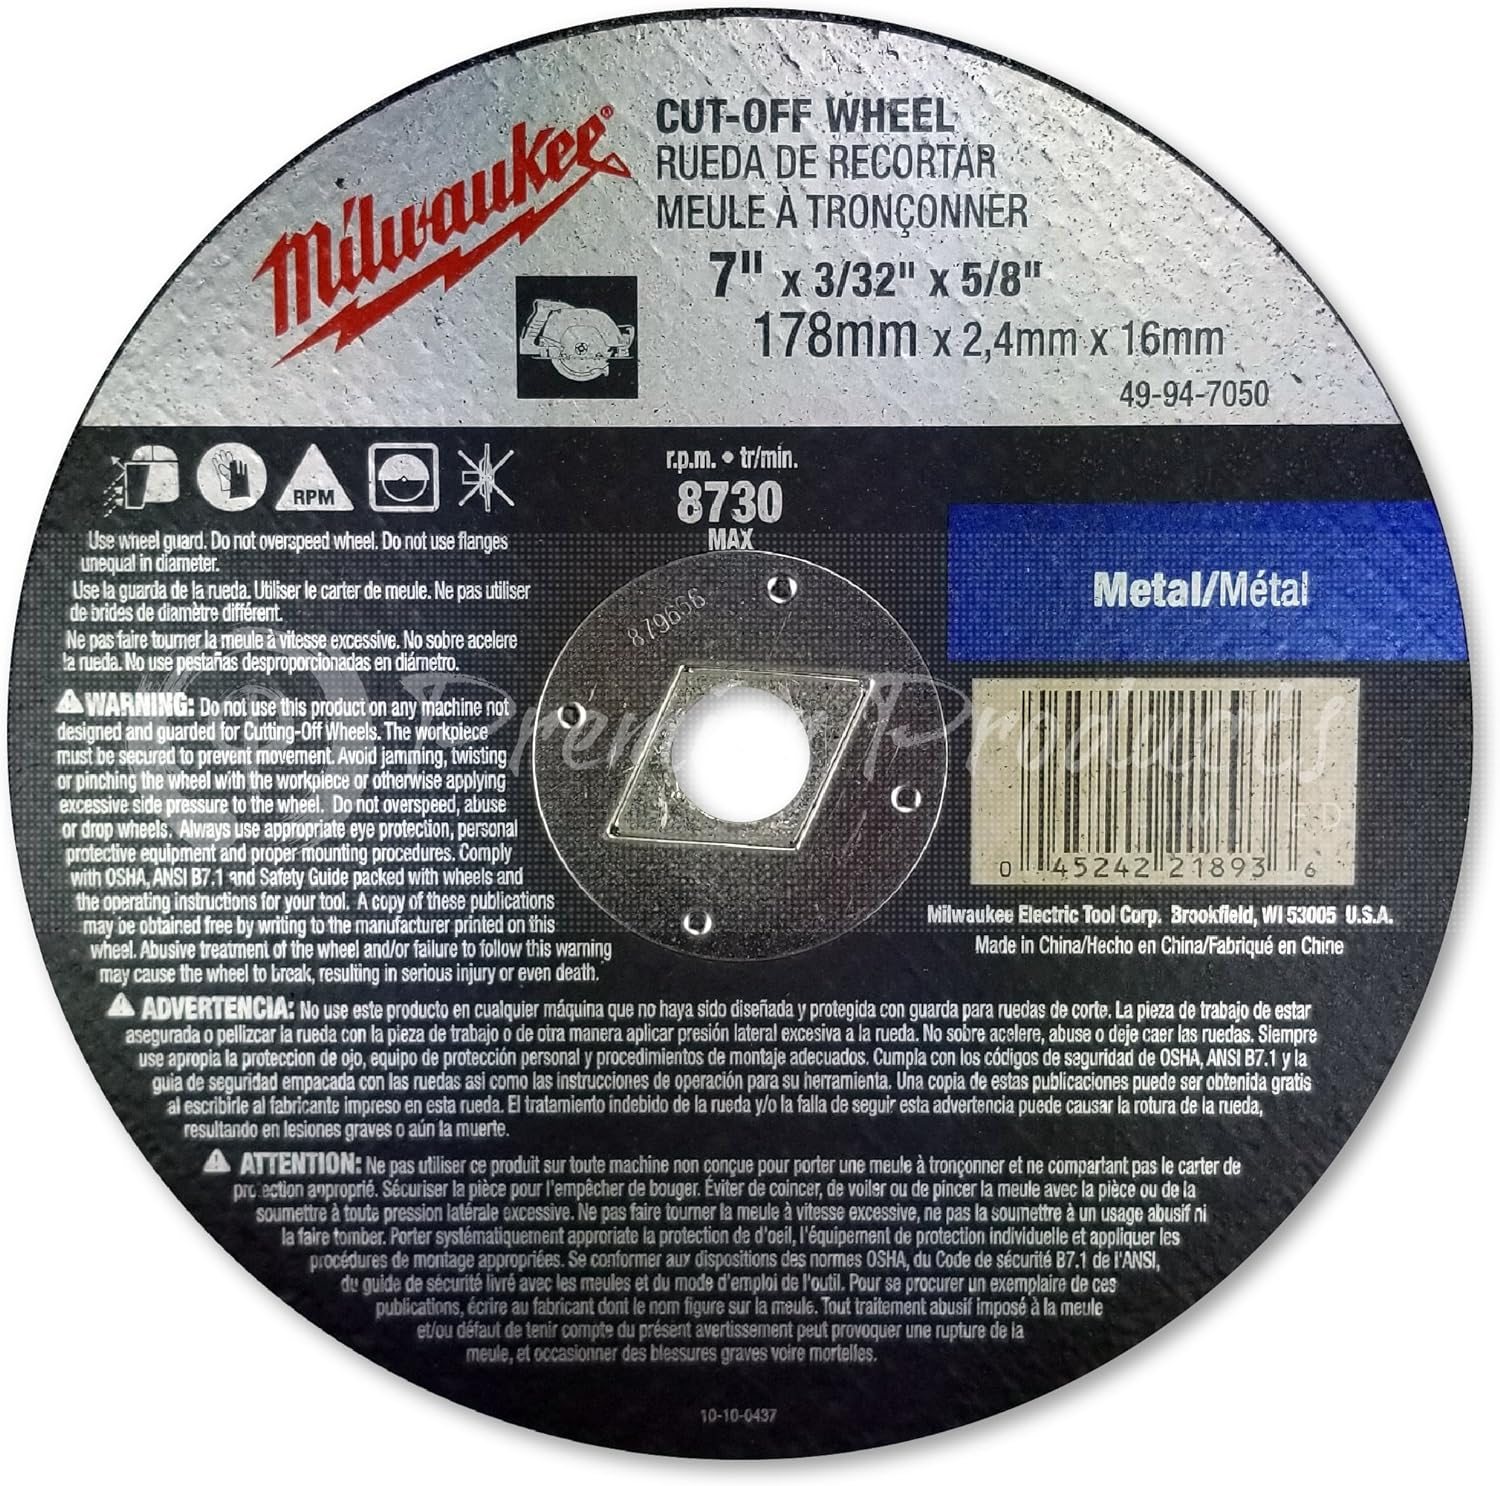 Milwaukee®
CUT-OFF WHEEL
RUEDA DE RECORTAR
MEULE À TRONÇONNER
7" x 3/32" x 5/8"
178mm x 2,4mm x 16mm
49-94-7050
RPM
r.p.m. • tr/min.
8730
MAX
Use wheel guard. Do not overspeed wheel. Do not use flanges
unequal in diameter.
Use la guarda de la rueda. Utiliser le carter de meule. Ne pas utiliser
de brides de diamètre différent.
Ne pas faire tourner la meule à vitesse excessive. No sobre acelere
la rueda. No use pestañas desproporcionadas en diámetro.
879666
Metal/Métal
⚠WARNING: Do not use this product on any machine not
designed and guarded for Cutting-Off Wheels. The workpiece
must be secured to prevent movement. Avoid jamming, twisting
or pinching the wheel with the workpiece or otherwise applying
excessive side pressure to the wheel. Do not overspeed, abuse
or drop wheels. Always use appropriate eye protection, personal
protective equipment and proper mounting procedures. Comply
with OSHA, ANSI B7.1 and Safety Guide packed with wheels and
the operating instructions for your tool. A copy of these publications
may be obtained free by writing to the manufacturer printed on this
wheel. Abusive treatment of the wheel and/or failure to follow this warning
may cause the wheel to break, resulting in serious injury or even death.
Premier Products
LIMITED
0 45242 21893 6
Milwaukee Electric Tool Corp. Brookfield, WI 53005 U.S.A.
Made in China/Hecho en China/Fabriqué en Chine
⚠ ADVERTENCIA: No use este producto en cualquier máquina que no haya sido diseñada y protegida con guarda para ruedas de corte. La pieza de trabajo de estar
asegurada o pellizcar la rueda con la pieza de trabajo o de otra manera aplicar presión lateral excesiva a la rueda. No sobre acelere, abuse o deje caer las ruedas. Siempre
use apropia la proteccion de ojo, equipo de protección personal y procedimientos de montaje adecuados. Cumpla con los códigos de seguridad de OSHA, ANSI B7.1 y la
guia de seguridad empacada con las ruedas asi como las instrucciones de operación para su herramienta. Una copia de estas publicaciones puede ser obtenida gratis
al escribirle al fabricante impreso en esta rueda. El tratamiento indebido de la rueda y/o la falla de seguir esta advertencia puede causar la rotura de la rueda,
resultando en lesiones graves o aún la muerte.
⚠ ATTENTION: Ne pas utiliser ce produit sur toute machine non conçue pour porter une meule à tronçonner et ne compartant pas le carter de
protection approprié. Sécuriser la pièce pour l'empêcher de bouger. Éviter de coincer, de voiler ou de pincer la meule avec la pièce ou de la
soumettre à toute pression latérale excessive. Ne pas faire tourner la meule à vitesse excessive, ne pas la soumettre à un usage abusif ni
la faire tomber. Porter systématiquement approriate la protection de d'oeil, l'équipement de protection individuelle et appliquer les
procédures de montage appropriées. Se conformer aux dispositions des normes OSHA, du Code de sécurité B7.1 de l'ANSI,
du guide de sécurité livré avec les meules et du mode d'emploi de l'outil. Pour se procurer un exemplaire de ces
publications, écrire au fabricant dont le nom figure sur la meule. Tout traitement abusif imposé à la meule
et/ou défaut de tenir compte du présent avertissement peut provoquer une rupture de la
meule, et occasionner des blessures graves voire mortelles.
10-10-0437